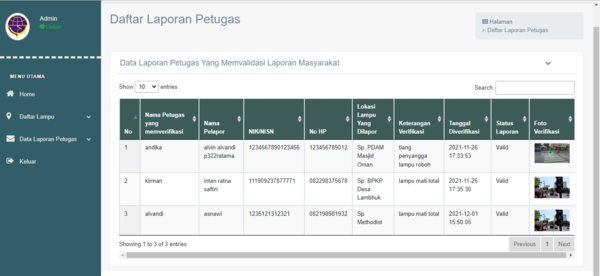 Admin
Online
MENU UTAMA
Home
Daftar Lampu
Data Laporan Petugas
Keluar
Daftar Laporan Petugas
Halaman
Daftar Laporan Petugas
Data Laporan Petugas Yang Memvalidasi Laporan Masyarakat
Show 10 entries
Search:
No
Nama Petugas
yang
memverifikasi
Nama
Pelapor
NIK/NISN
No HP
Lokasi
Lampu
Yang
Dilapor
Keterangan
Verifikasi
Tanggal
Diverifikasi
Status
Laporan
Foto
Verifikasi
1
andika
alvin alvandi
p322ratama
1234567890123456
123456789012
Sp. PDAM
Masjid
Oman
tiang
penyangga
lampu roboh
2021-11-26
17:33:53
Valid
2
kirman
intan ratna
saftiri
111909237877771
082298375678
Sp. BPKP
Desa
Lambhuk
lampu mati total
2021-11-26
17:35:30
Valid
3
alvandi
asnawi
1235121312321
082198981932
Sp.
Methodist
lampu mati total
2021-12-01
15:50:05
Valid
Showing 1 to 3 of 3 entries
Previous 1 Next